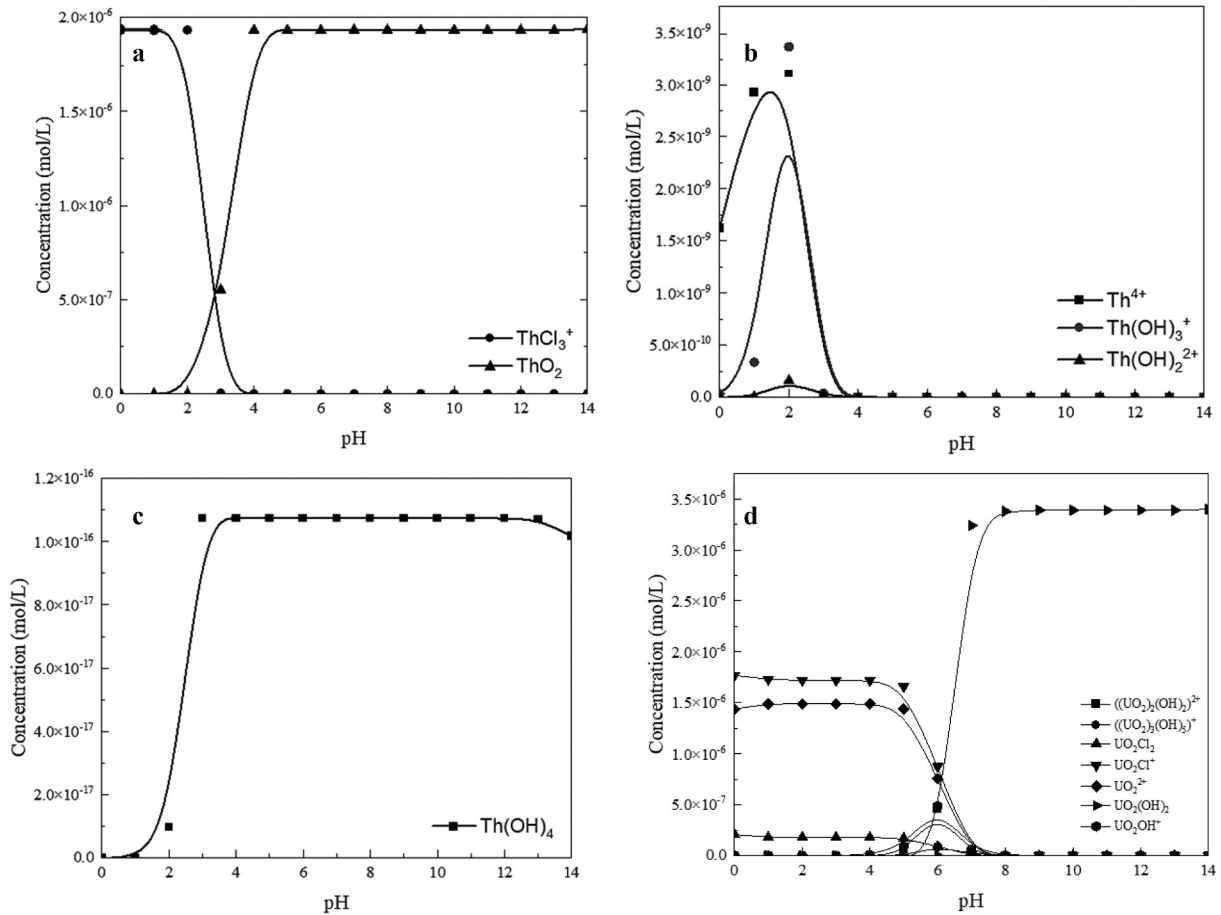 a
2.0×10⁻⁶
1.5×10⁻⁶
1.0×10⁻⁶
5.0×10⁻⁷
0.0
Concentration (mol/L)
0 2 4 6 8 10 12 14
pH
ThCl₃⁺
ThO₂
b
3.5×10⁻⁹
3.0×10⁻⁹
2.5×10⁻⁹
2.0×10⁻⁹
1.5×10⁻⁹
1.0×10⁻⁹
5.0×10⁻¹⁰
0.0
Concentration (mol/L)
0 2 4 6 8 10 12 14
pH
Th⁴⁺
Th(OH)₃⁺
Th(OH)₂²⁺
c
1.2×10⁻¹⁶
1.0×10⁻¹⁶
8.0×10⁻¹⁷
6.0×10⁻¹⁷
4.0×10⁻¹⁷
2.0×10⁻¹⁷
0.0
Concentration (mol/L)
0 2 4 6 8 10 12 14
pH
Th(OH)₄
d
3.5×10⁻⁶
3.0×10⁻⁶
2.5×10⁻⁶
2.0×10⁻⁶
1.5×10⁻⁶
1.0×10⁻⁶
5.0×10⁻⁷
0.0
Concentration (mol/L)
0 2 4 6 8 10 12 14
pH
((UO₂)₂(OH)₂)²⁺
((UO₂)₃(OH)₅)⁺
UO₂Cl₂
UO₂Cl⁺
UO₂²⁺
UO₂(OH)₂
UO₂OH⁺